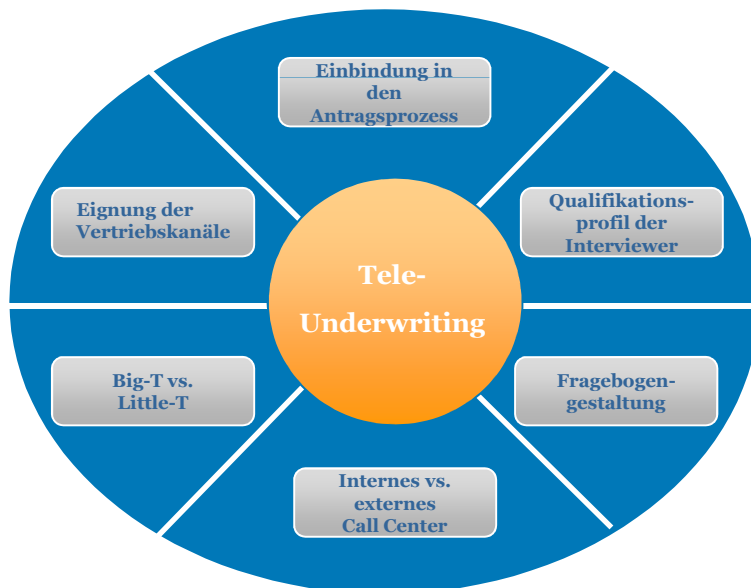 Einbindung in
den
Antragsprozess
Eignung der
Vertriebskanäle
Qualifikations-
profil der
Interviewer
Tele-
Underwriting
Big-T vs.
Little-T
Fragebogen-
gestaltung
Internes vs.
externes
Call Center